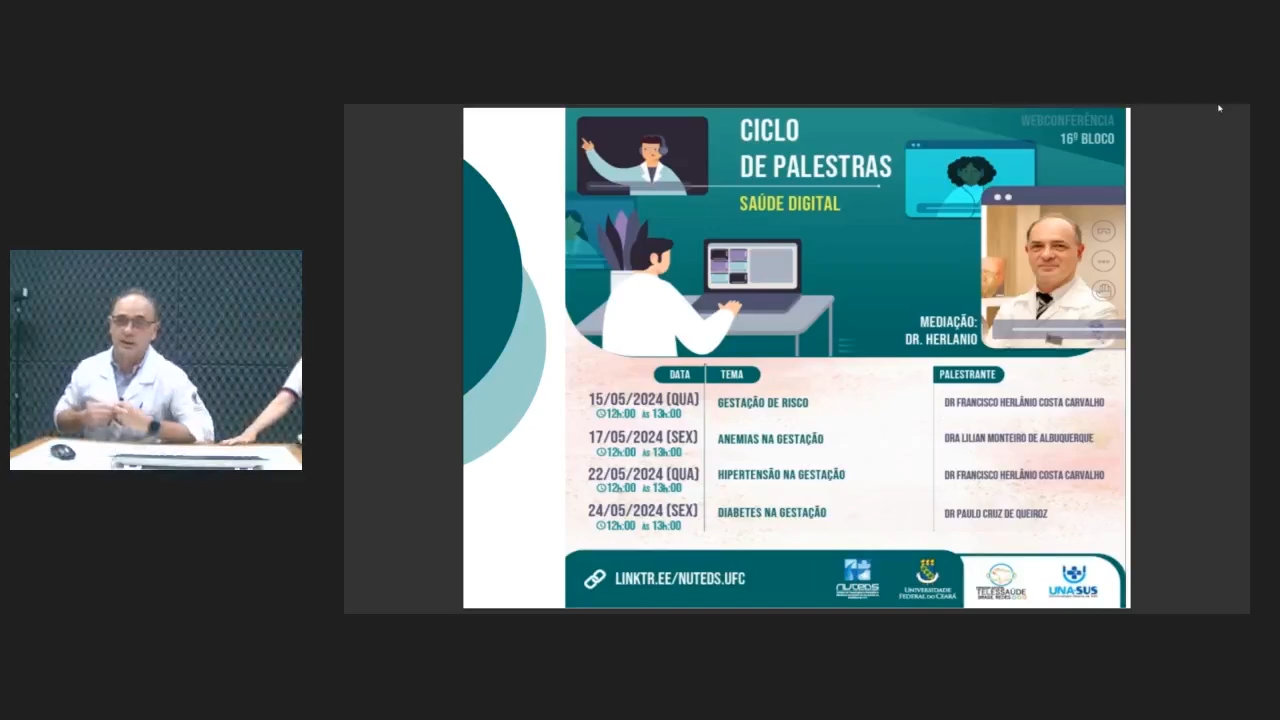 CICLO
DE PALESTRAS
SAÚDE DIGITAL
WEBCONFERÊNCIA
16º BLOCO
MEDIAÇÃO:
DR. HERLANIO
DATA TEMA PALESTRANTE
15/05/2024 (QUA) GESTAÇÃO DE RISCO DR FRANCISCO HERLÂNIO COSTA CARVALHO
12h:00 às 13h:00
17/05/2024 (SEX) ANEMIAS NA GESTAÇÃO DRA LILIAN MONTEIRO DE ALBUQUERQUE
12h:00 às 13h:00
22/05/2024 (QUA) HIPERTENSÃO NA GESTAÇÃO DR FRANCISCO HERLÂNIO COSTA CARVALHO
12h:00 às 13h:00
24/05/2024 (SEX) DIABETES NA GESTAÇÃO DR PAULO CRUZ DE QUEIROZ
12h:00 às 13h:00
LINKTR.EE/NUTEDS.UFC
NUTEDS
UNIVERSIDADE
FEDERAL DO CEARÁ
TELESSAÚDE
BRASIL REDES
UNA-SUS